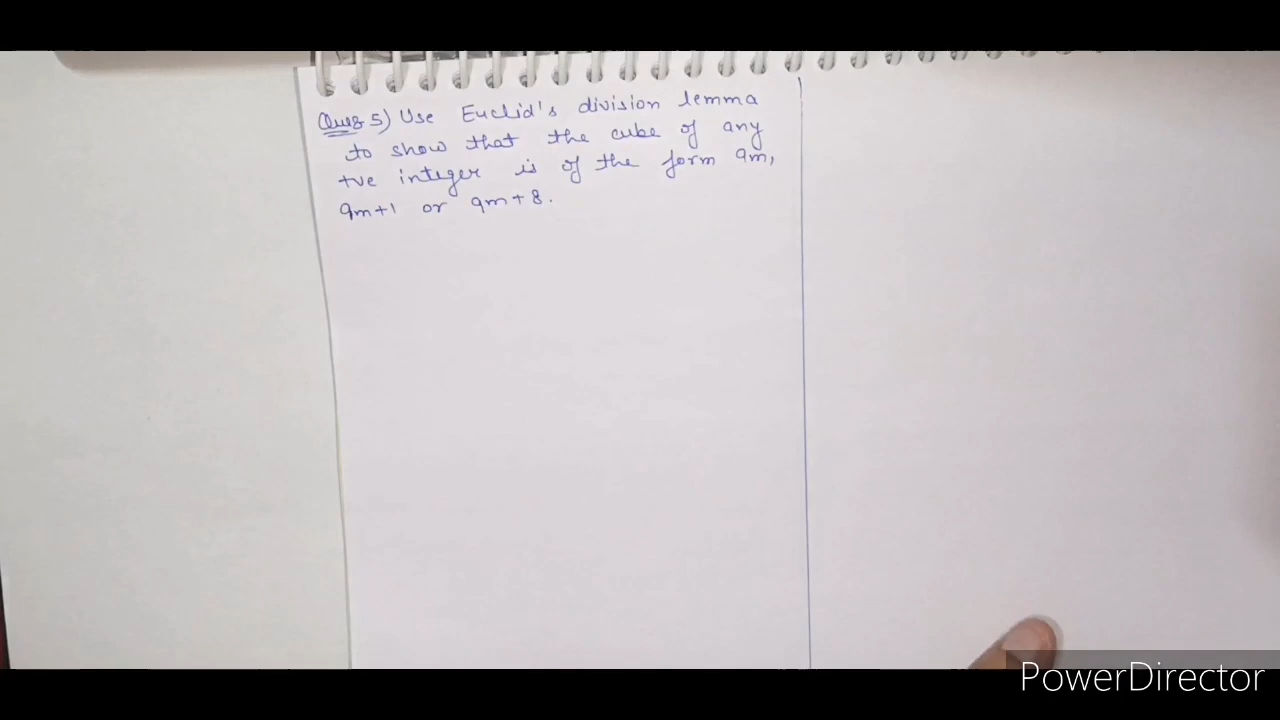 Ques 5) Use Euclid's division lemma
to show that the cube of any
+ve integer is of the form 9m,
9m+1 or 9m+8.
PowerDirector